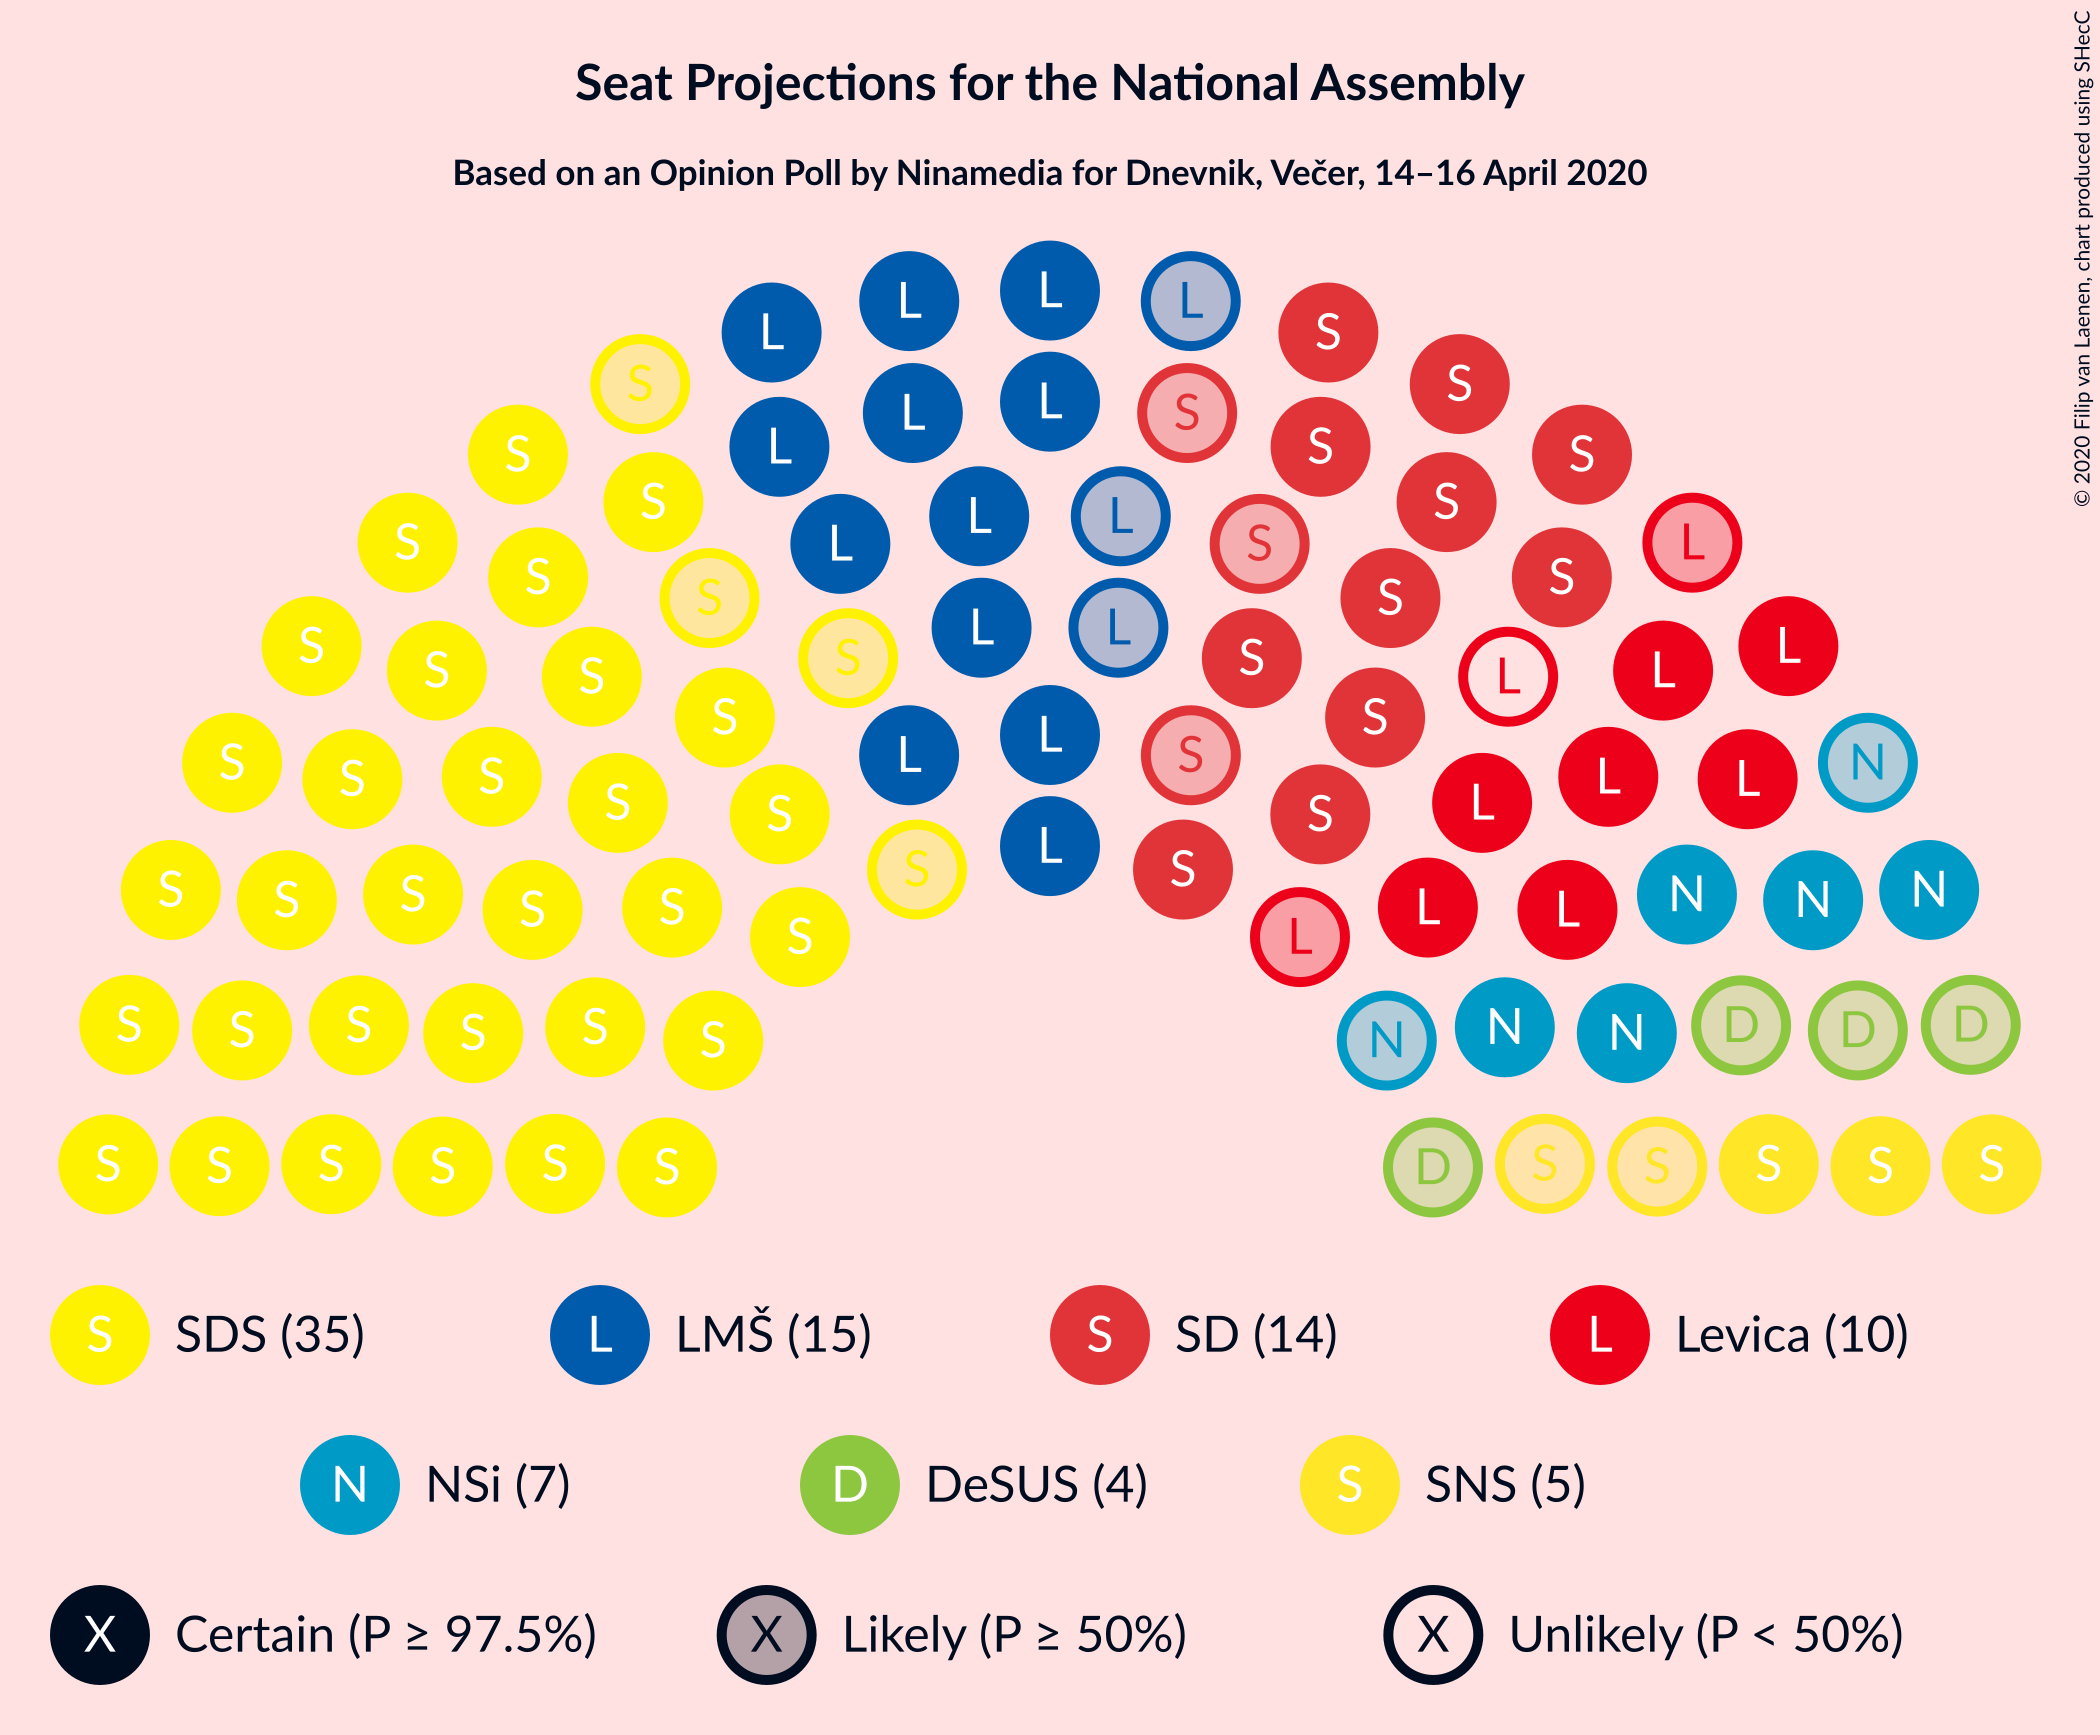 Seat Projections for the National Assembly
Based on an Opinion Poll by Ninamedia for Dnevnik, Večer, 14–16 April 2020
© 2020 Filip van Laenen, chart produced using SHecC
L L L L S
S L S
L L S S
S L S S
S L L L
S S L S L
S S S S S
S L L
S S S S
S S S L L L
S S L S
S S S S N
S S L L L
S S L S
S S S S N N N
S S S L L
S S L
S S S S S S N N N D D D
S S S S S S D S S S S S
S SDS (35) L LMŠ (15) S SD (14) L Levica (10)
N NSi (7) D DeSUS (4) S SNS (5)
X Certain (P ≥ 97.5%) X Likely (P ≥ 50%) X Unlikely (P < 50%)